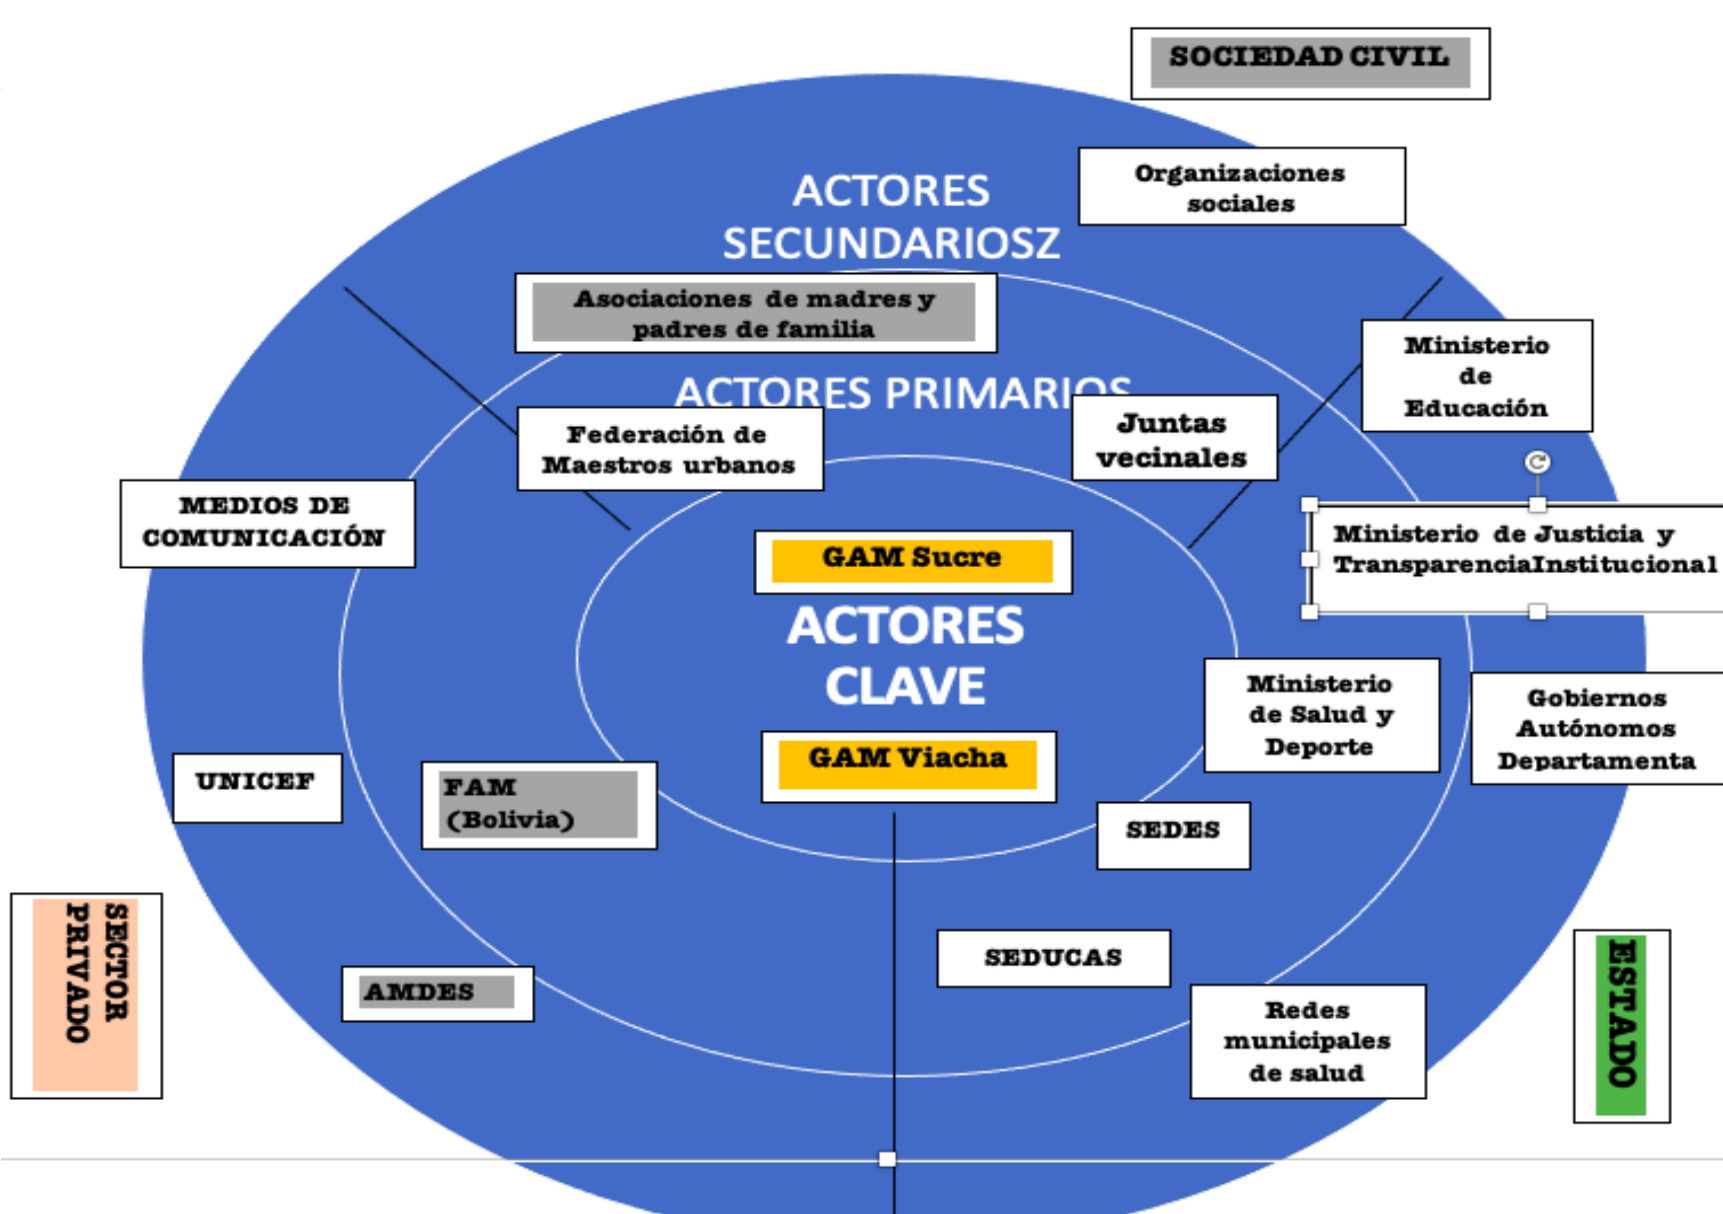 SOCIEDAD CIVIL
Organizaciones
sociales
ACTORES
SECUNDARIOSZ
Asociaciones de madres y
padres de familia
Ministerio
de
Educación
ACTORES PRIMARIOS
Federación de
Maestros urbanos
Juntas
vecinales
MEDIOS DE
COMUNICACIÓN
Ministerio de Justicia y
TransparenciaInstitucional
GAM Sucre
ACTORES
CLAVE
Ministerio
de Salud y
Deporte
Gobiernos
Autónomos
Departamenta
GAM Viacha
UNICEF
FAM
(Bolivia)
SEDES
SECTOR
PRIVADO
SEDUCAS
ESTADO
AMDES
Redes
municipales
de salud